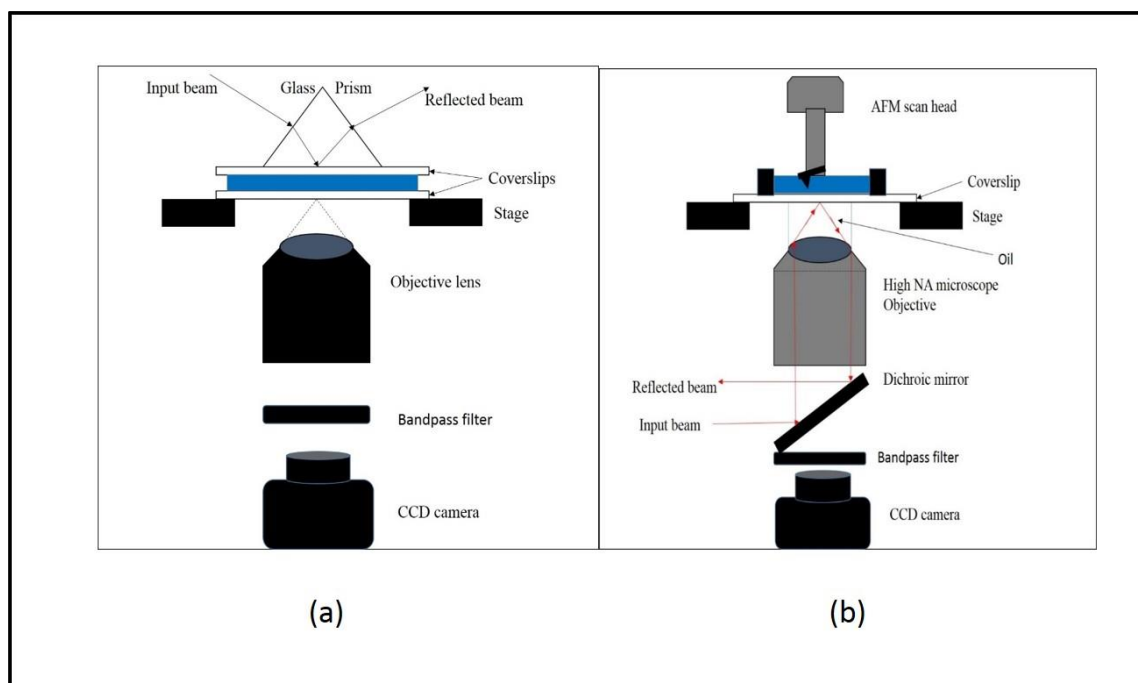 Input beam
Glass Prism
Reflected beam
Coverslips
Stage
Objective lens
Bandpass filter
CCD camera
(a)
AFM scan head
Coverslip
Stage
Oil
High NA microscope
Objective
Dichroic mirror
Reflected beam
Input beam
Bandpass filter
CCD camera
(b)